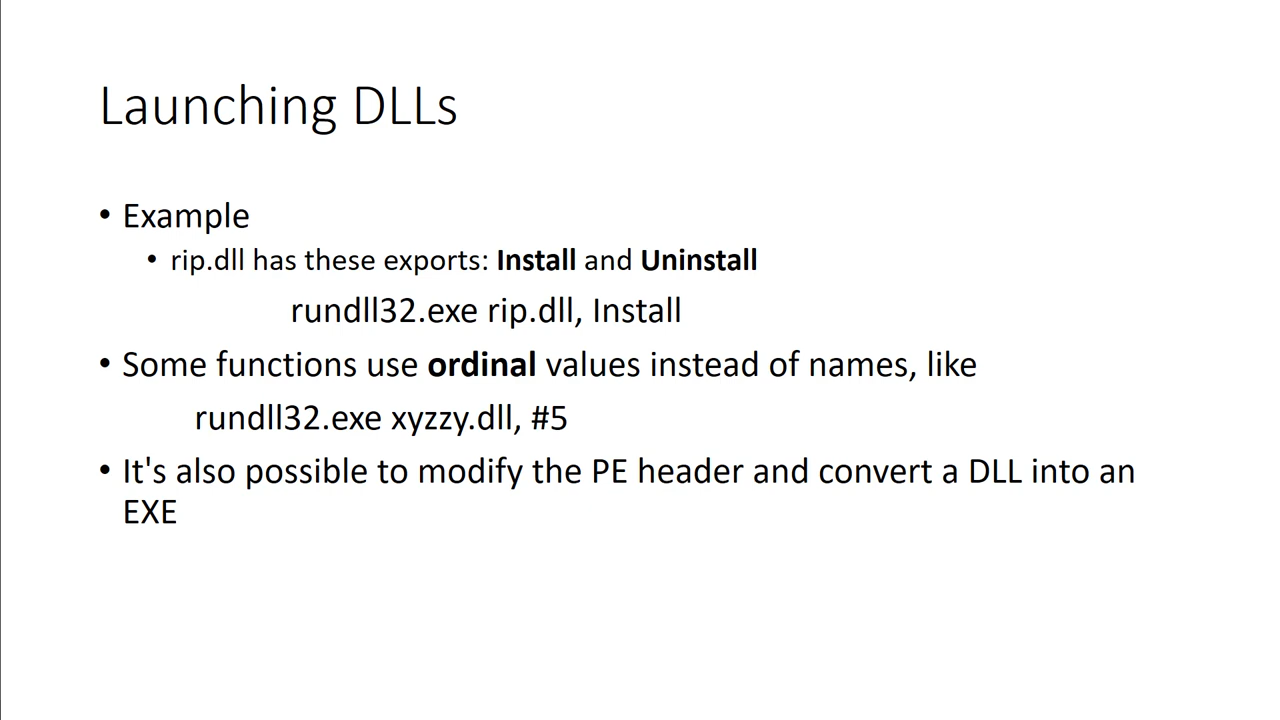 Launching DLLs
• Example
• rip.dll has these exports: Install and Uninstall
rundll32.exe rip.dll, Install
• Some functions use ordinal values instead of names, like
rundll32.exe xyzzy.dll, #5
• It's also possible to modify the PE header and convert a DLL into an
EXE